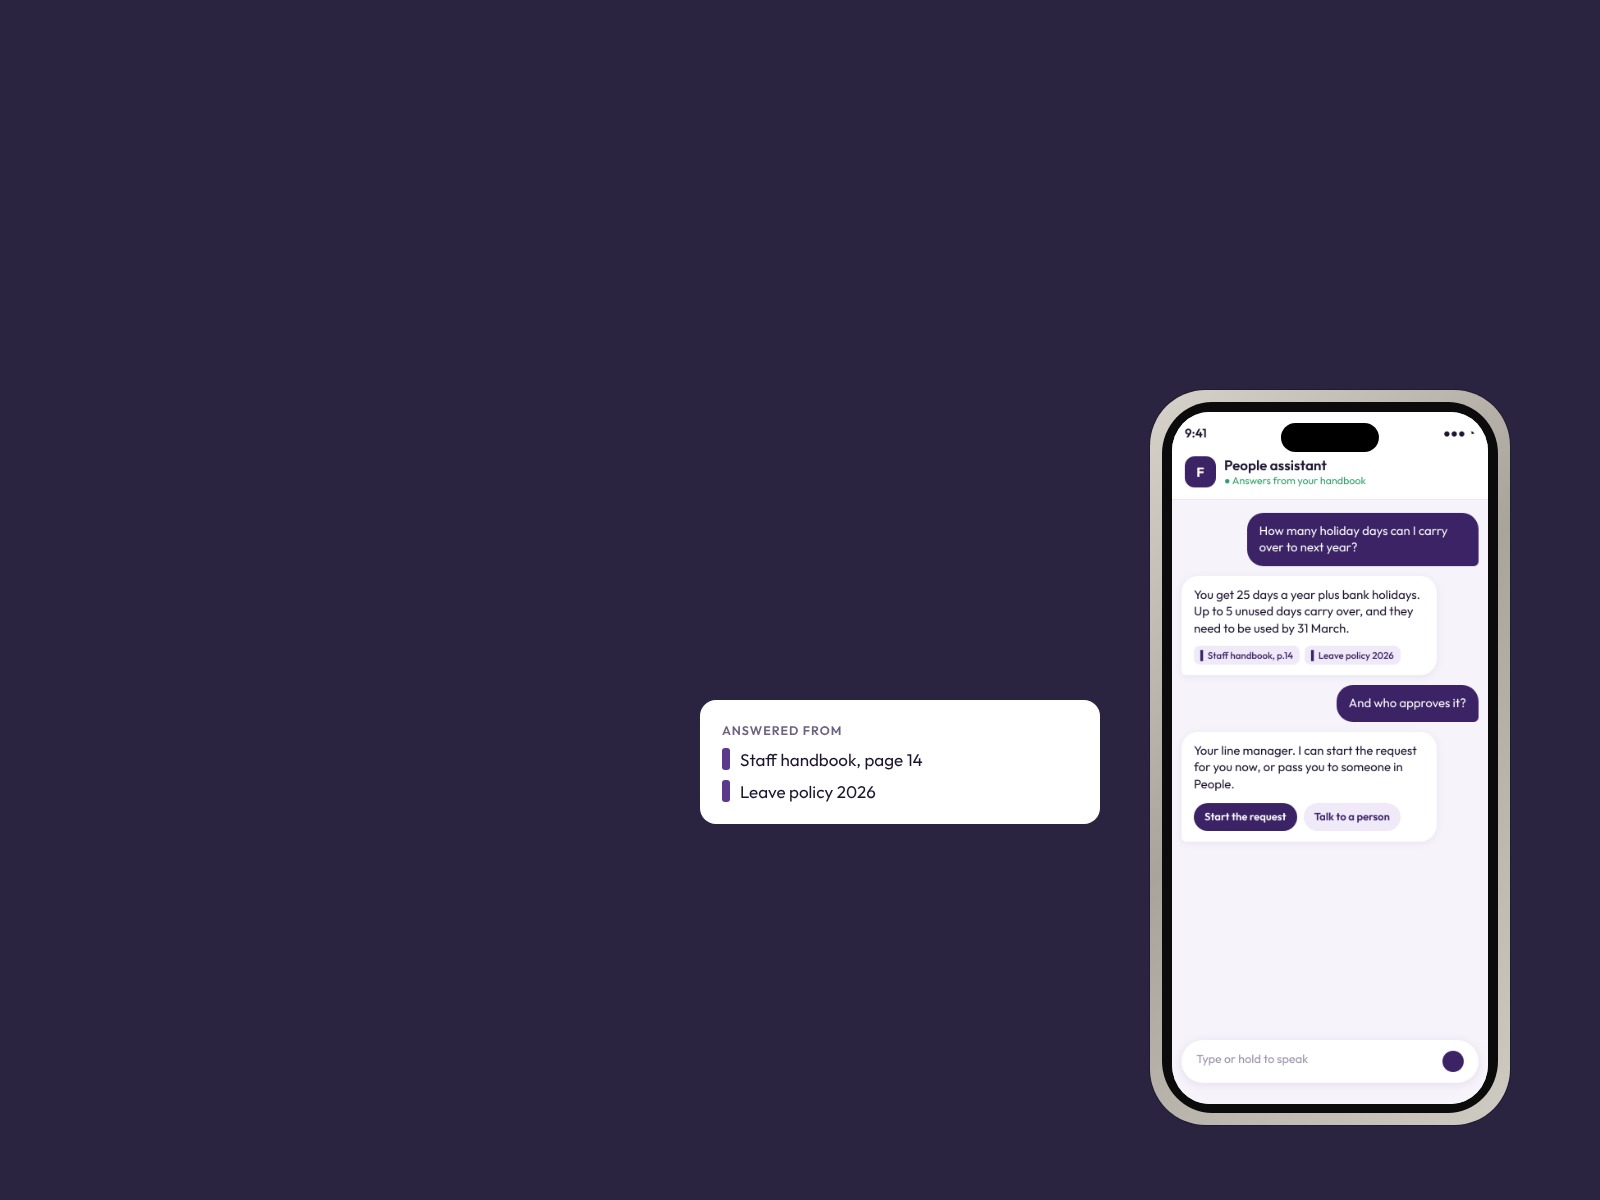 ANSWERED FROM
Staff handbook, page 14
Leave policy 2026
9:41
F
People assistant
Answers from your handbook
How many holiday days can I carry
over to next year?
You get 25 days a year plus bank holidays.
Up to 5 unused days carry over, and they
need to be used by 31 March.
Staff handbook, p.14
Leave policy 2026
And who approves it?
Your line manager. I can start the request
for you now, or pass you to someone in
People.
Start the request
Talk to a person
Type or hold to speak